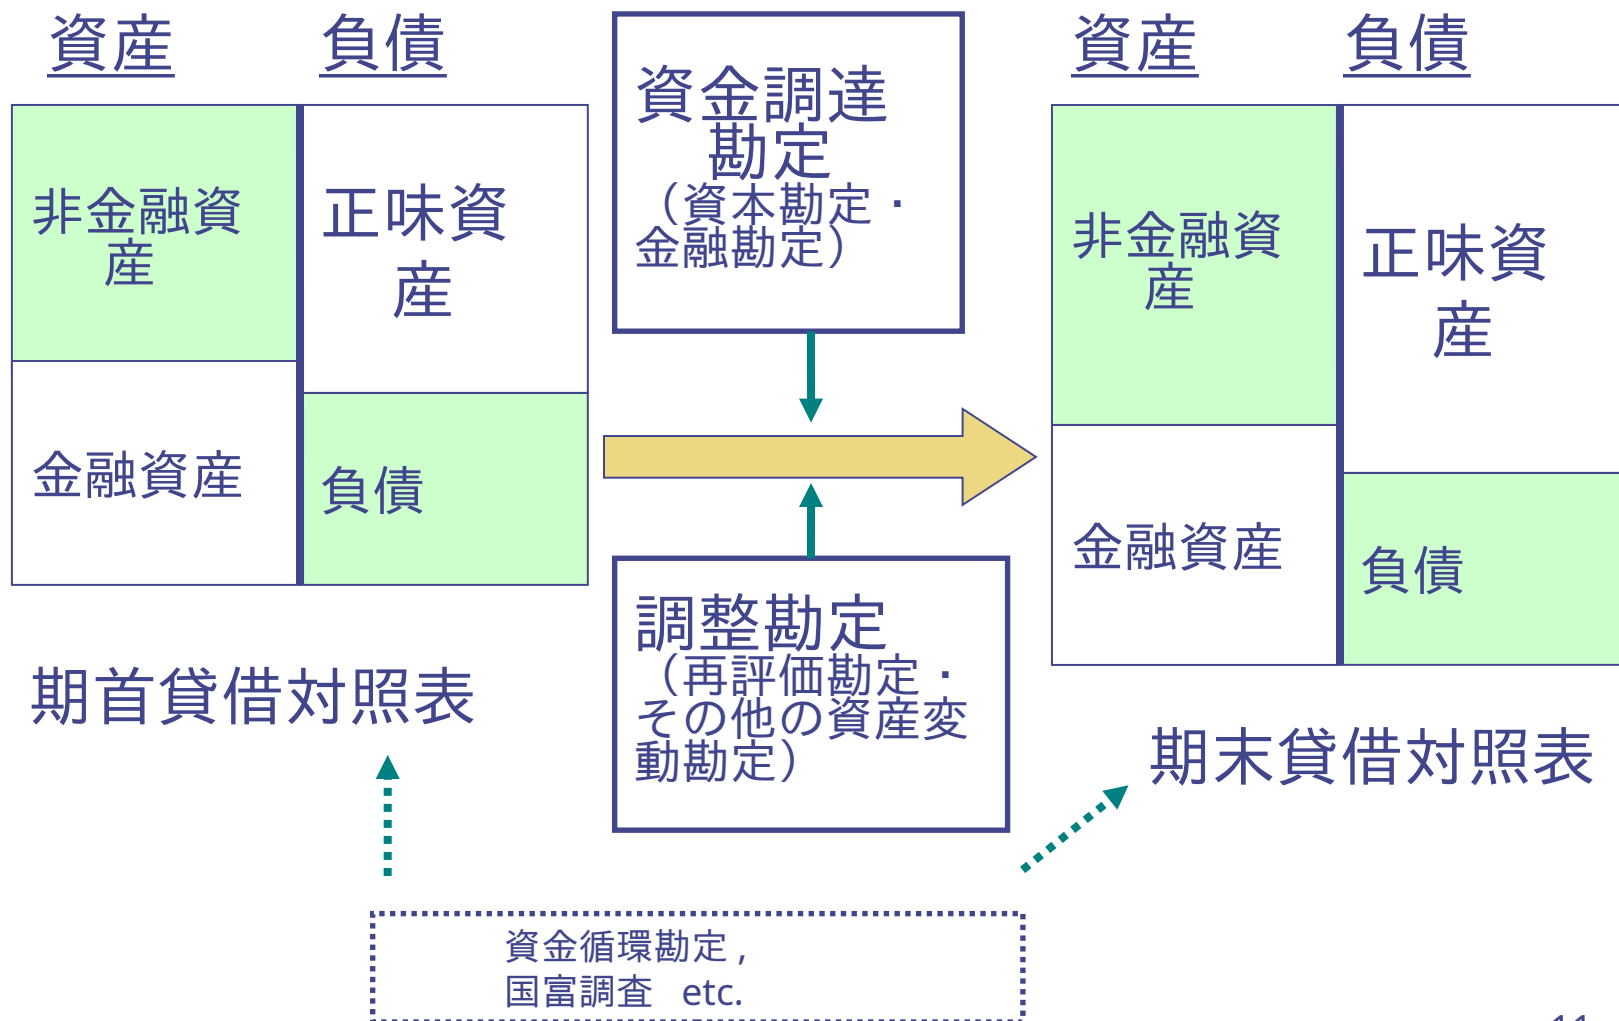 資産
負債
非金融資
産
金融資産
正味資
産
負債
期首貸借対照表
資金調達
勘定
（資本勘定・
金融勘定）
調整勘定
（再評価勘定・
その他の資産変
動勘定）
資産
負債
非金融資
産
金融資産
正味資
産
負債
期末貸借対照表
資金循環勘定,
国富調査 etc.
11